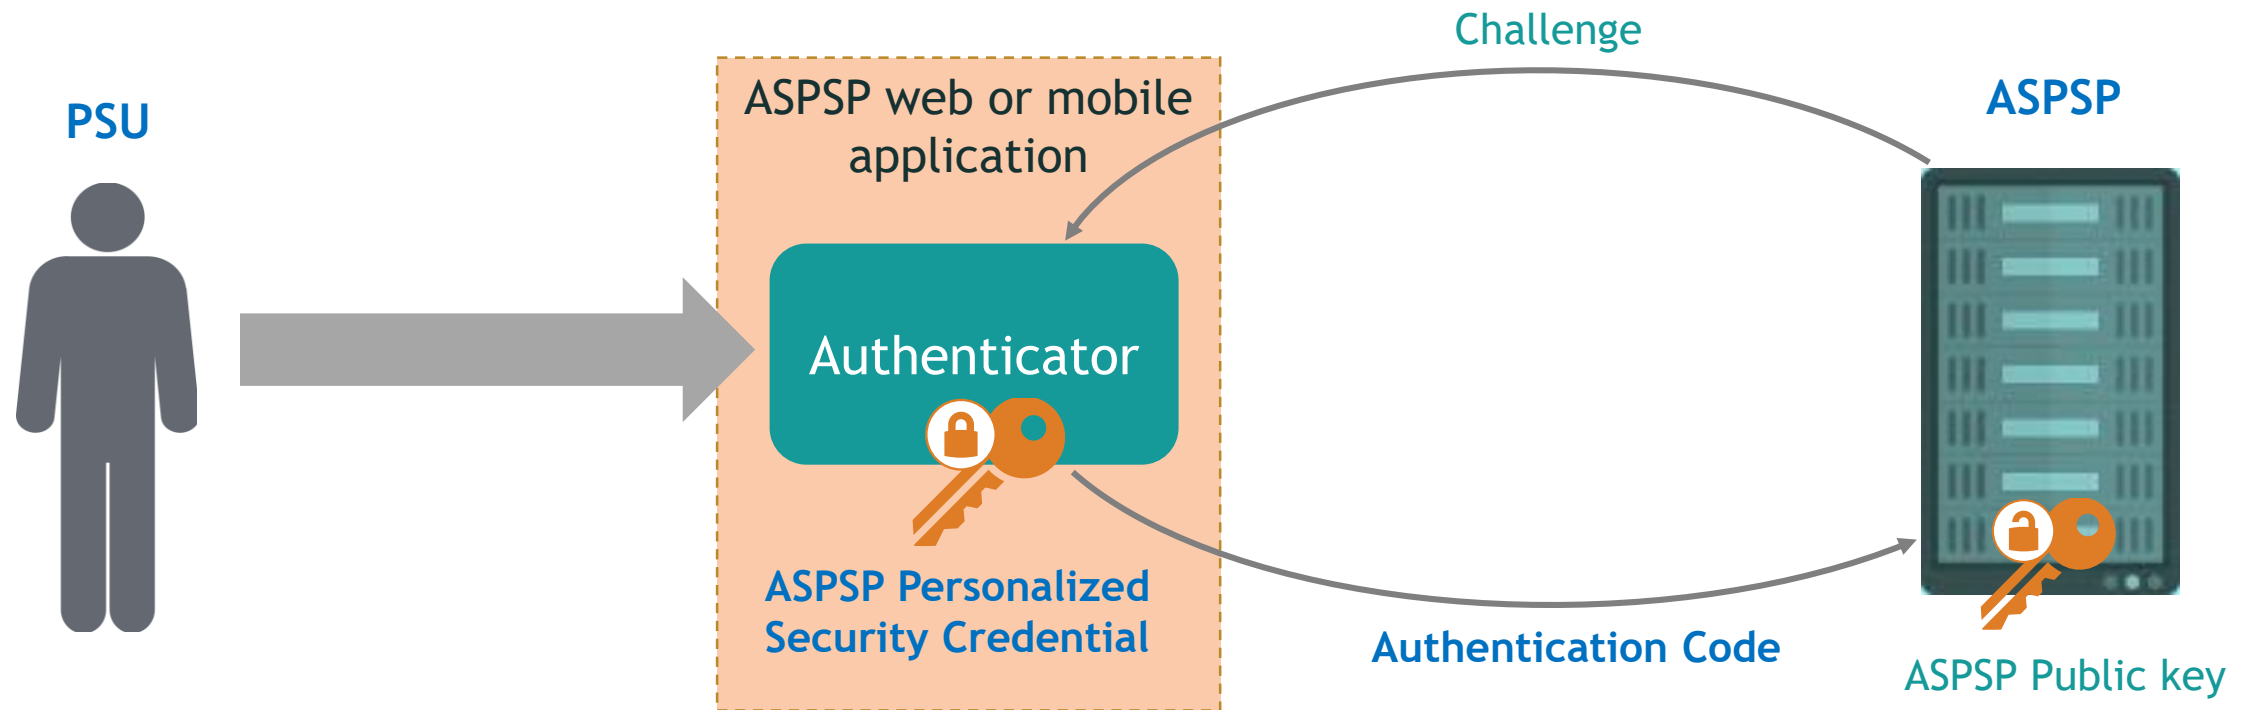 Challenge
PSU
ASPSP web or mobile
application
ASPSP
Authenticator
ASPSP Personalized
Security Credential
Authentication Code
ASPSP Public key